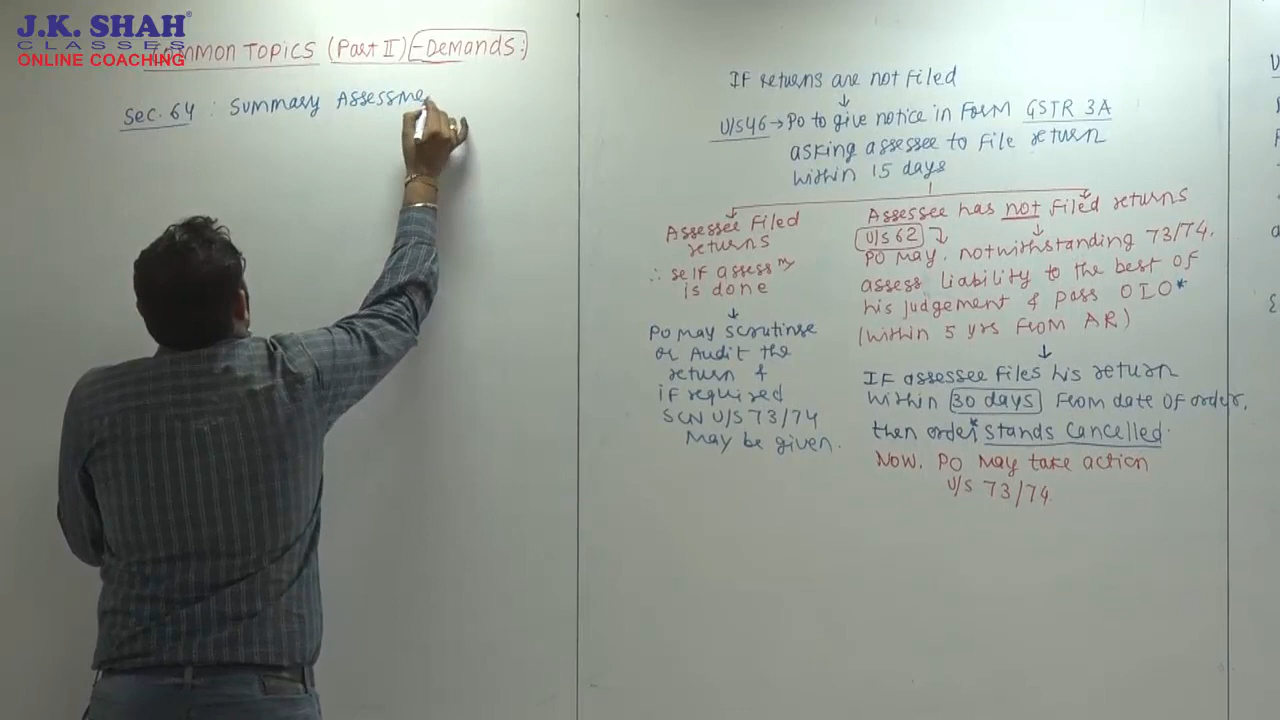 J.K. SHAH
CLASSES
ONLINE COACHING
COMMON TOPICS (Part II) - Demands:)
Sec. 64 : Summary Assessme
IF returns are not filed
U/S 46 → PO to give notice in Form GSTR 3A
asking assessee to file return
within 15 days
Assessee filed
returns
∴ self assessmy
is done
PO may scrutinse
or Audit the
return &
if required
SCN U/S 73/74
may be given.
Assessee has not filed returns
U/S 62
PO may, notwithstanding 73/74,
assess liability to the best of
his judgement & pass OIO*
(within 5 yrs from AR)
IF assessee files his return
within 30 days from date of order,
then order* stands cancelled.
Now, PO may take action
U/S 73/74